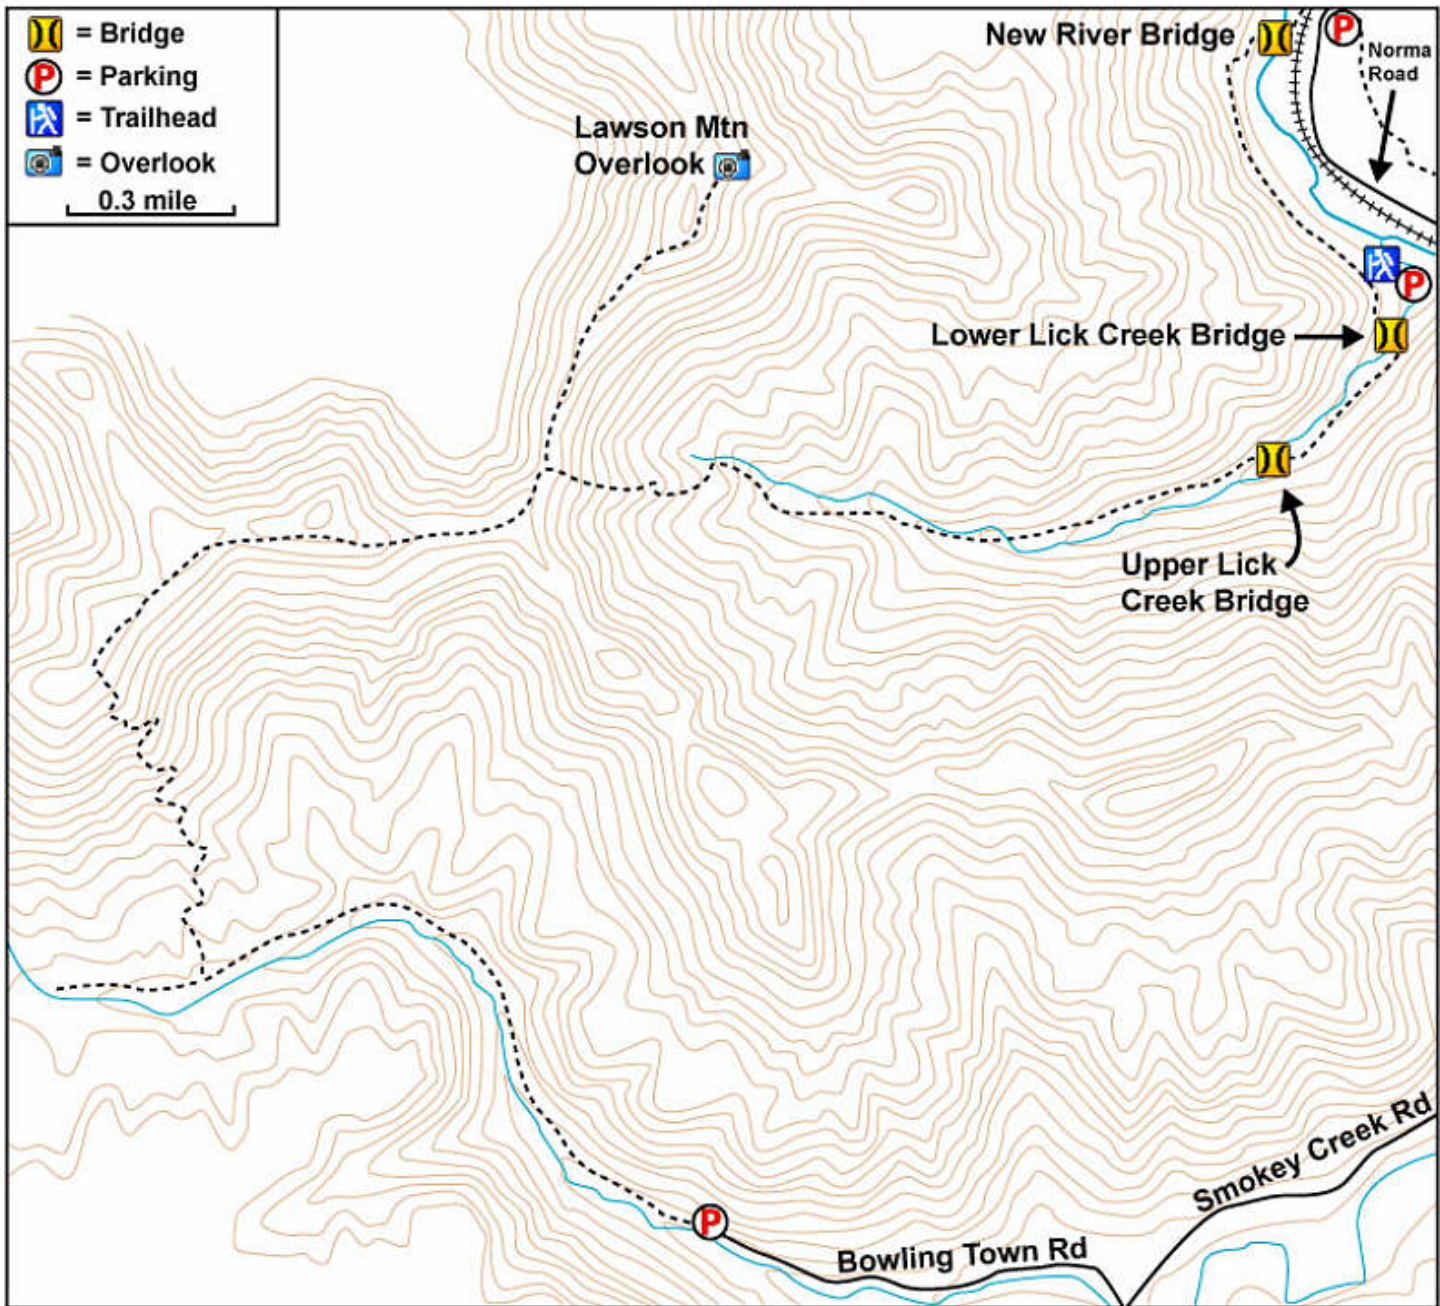 = Bridge
P = Parking
= Trailhead
= Overlook
0.3 mile
New River Bridge
P
Norma
Road
Lawson Mtn
Overlook
P
Lower Lick Creek Bridge
Upper Lick
Creek Bridge
Smokey Creek Rd
P
Bowling Town Rd